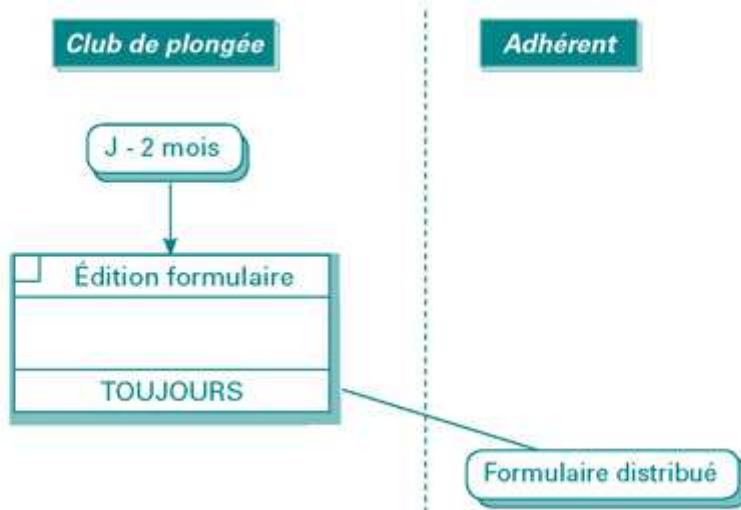 Club de plongée
Adhérent
J - 2 mois
Édition formulaire
TOUJOURS
Formulaire distribué